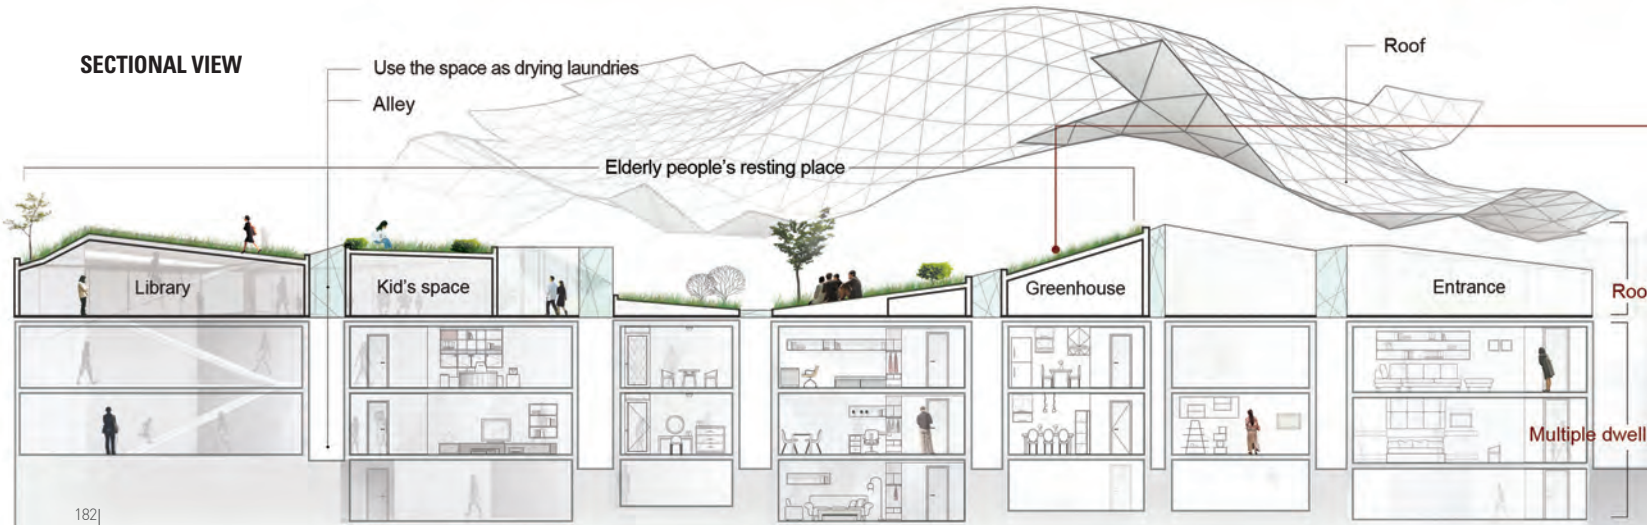 SECTIONAL VIEW
Use the space as drying laundries
Alley
Roof
Elderly people's resting place
Library
Kid's space
Greenhouse
Entrance
Roo
Multiple dwell
182